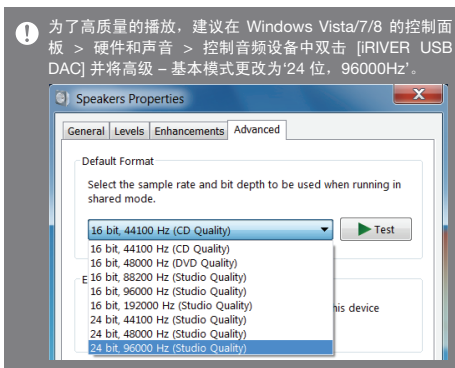 为了高质量的播放，建议在 Windows Vista/7/8 的控制面
板 > 硬件和声音 > 控制音频设备中双击 [iRIVER USB
DAC] 并将高级 – 基本模式更改为‘24 位，96000Hz’。
Speakers Properties
General Levels Enhancements Advanced
Default Format
Select the sample rate and bit depth to be used when running in
shared mode.
16 bit, 44100 Hz (CD Quality)
Test
16 bit, 44100 Hz (CD Quality)
16 bit, 48000 Hz (DVD Quality)
16 bit, 88200 Hz (Studio Quality)
16 bit, 96000 Hz (Studio Quality)
16 bit, 192000 Hz (Studio Quality)
his device
24 bit, 44100 Hz (Studio Quality)
24 bit, 48000 Hz (Studio Quality)
24 bit, 96000 Hz (Studio Quality)